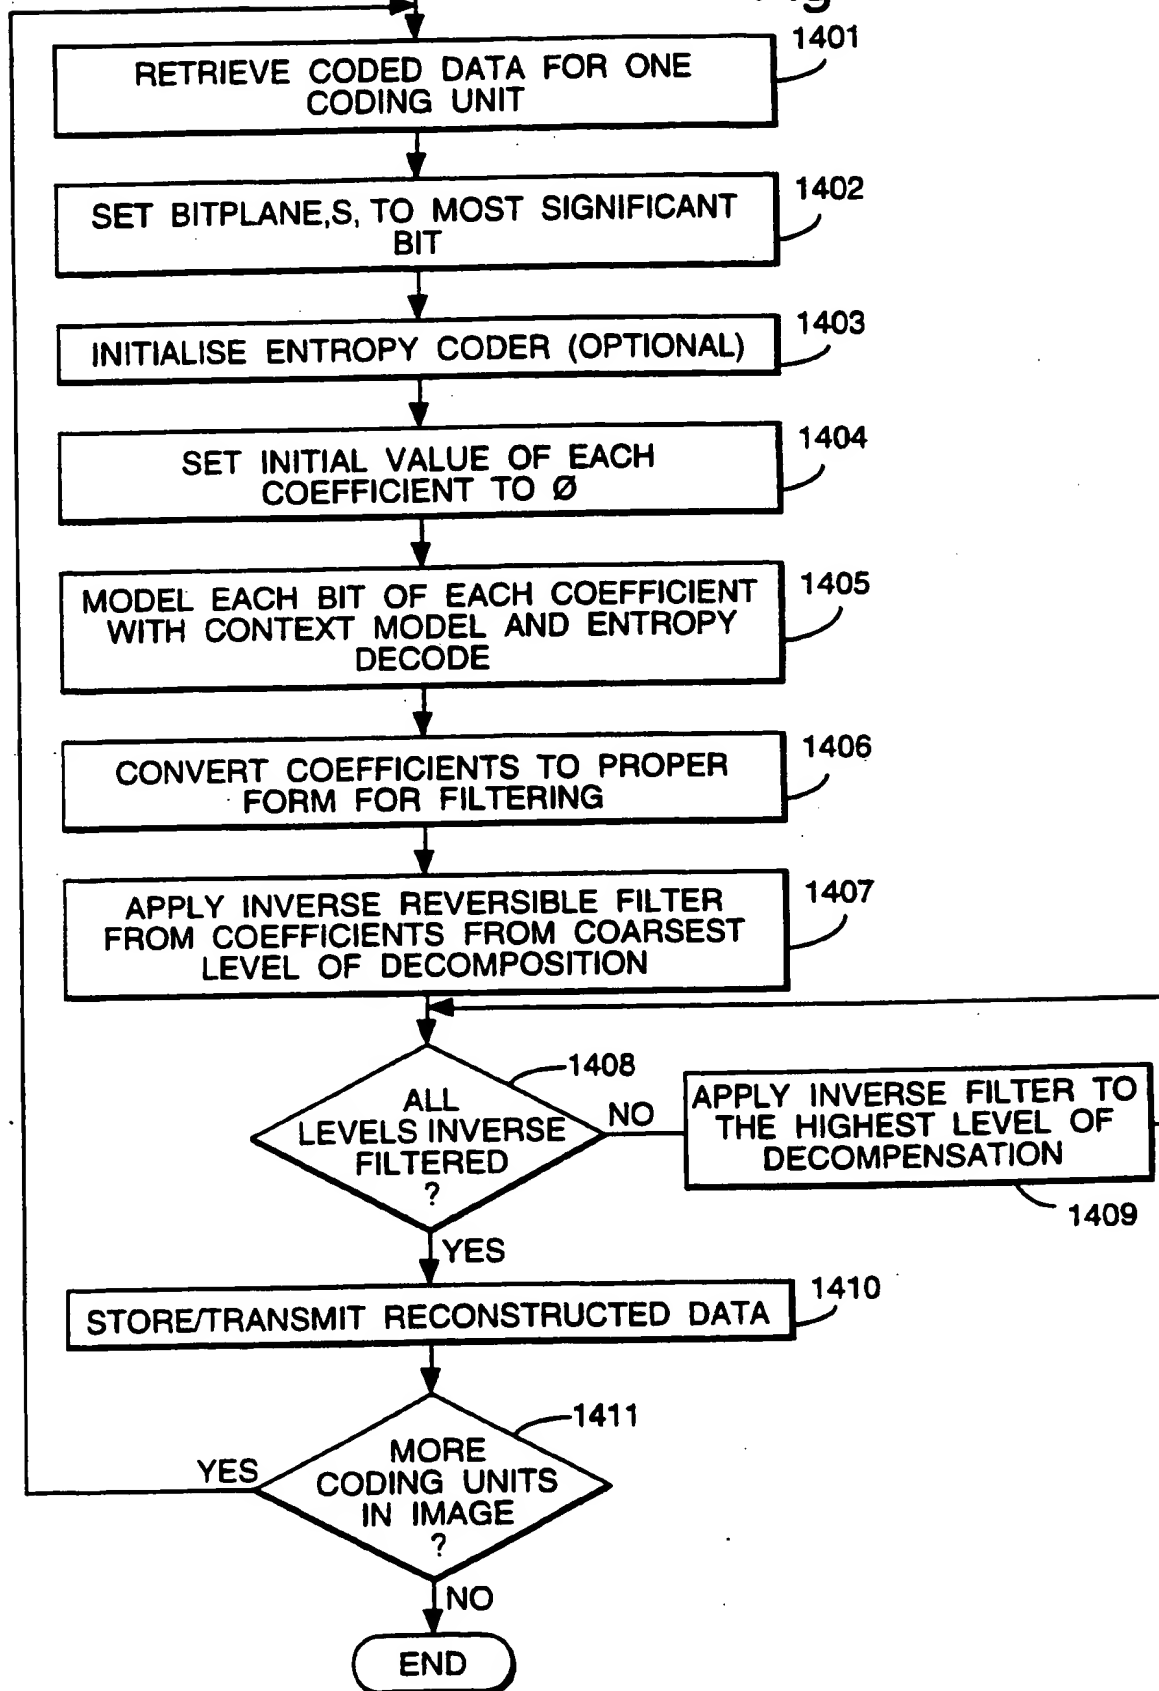 1401
RETRIEVE CODED DATA FOR ONE
CODING UNIT
1402
SET BITPLANE,S, TO MOST SIGNIFICANT
BIT
1403
INITIALISE ENTROPY CODER (OPTIONAL)
1404
SET INITIAL VALUE OF EACH
COEFFICIENT TO Ø
1405
MODEL EACH BIT OF EACH COEFFICIENT
WITH CONTEXT MODEL AND ENTROPY
DECODE
1406
CONVERT COEFFICIENTS TO PROPER
FORM FOR FILTERING
1407
APPLY INVERSE REVERSIBLE FILTER
FROM COEFFICIENTS FROM COARSEST
LEVEL OF DECOMPOSITION
1408
ALL
LEVELS INVERSE
FILTERED
?
NO
APPLY INVERSE FILTER TO
THE HIGHEST LEVEL OF
DECOMPENSATION
1409
YES
1410
STORE/TRANSMIT RECONSTRUCTED DATA
1411
MORE
CODING UNITS
IN IMAGE
?
YES
NO
END